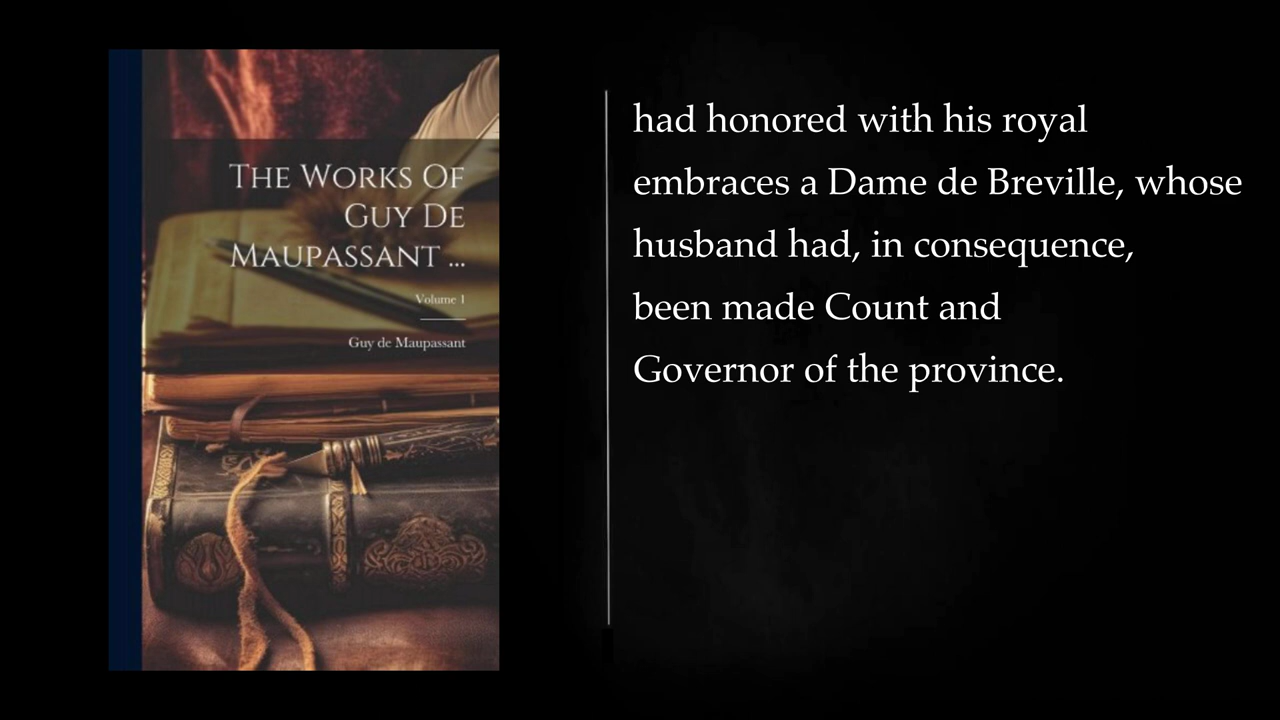 THE WORKS OF
GUY DE
MAUPASSANT ...
Volume 1
Guy de Maupassant
had honored with his royal
embraces a Dame de Breville, whose
husband had, in consequence,
been made Count and
Governor of the province.